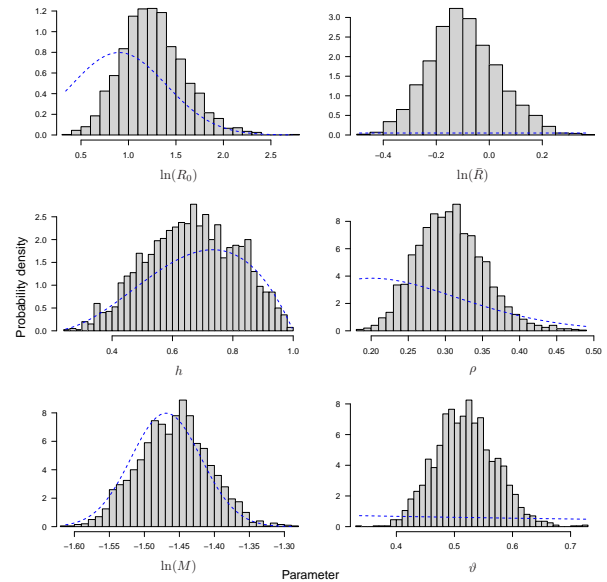 1.2
1.0
0.8
0.6
0.4
0.2
0.0
0.5 1.0 1.5 2.0 2.5
ln(R₀)
3.0
2.5
2.0
1.5
1.0
0.5
0.0
−0.4 −0.2 0.0 0.2
ln(R̄)
Probability density
2.5
2.0
1.5
1.0
0.5
0.0
0.4 0.6 0.8 1.0
h
8
6
4
2
0
0.20 0.25 0.30 0.35 0.40 0.45 0.50
ρ
8
6
4
2
0
−1.60 −1.55 −1.50 −1.45 −1.40 −1.35 −1.30
ln(M)
8
6
4
2
0
0.4 0.5 0.6 0.7
ϑ
Parameter